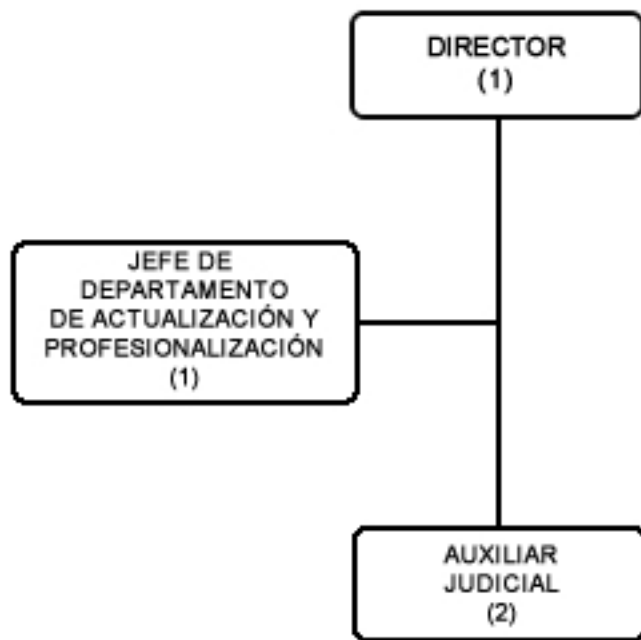 DIRECTOR
(1)
JEFE DE
DEPARTAMENTO
DE ACTUALIZACIÓN Y
PROFESIONALIZACIÓN
(1)
AUXILIAR
JUDICIAL
(2)